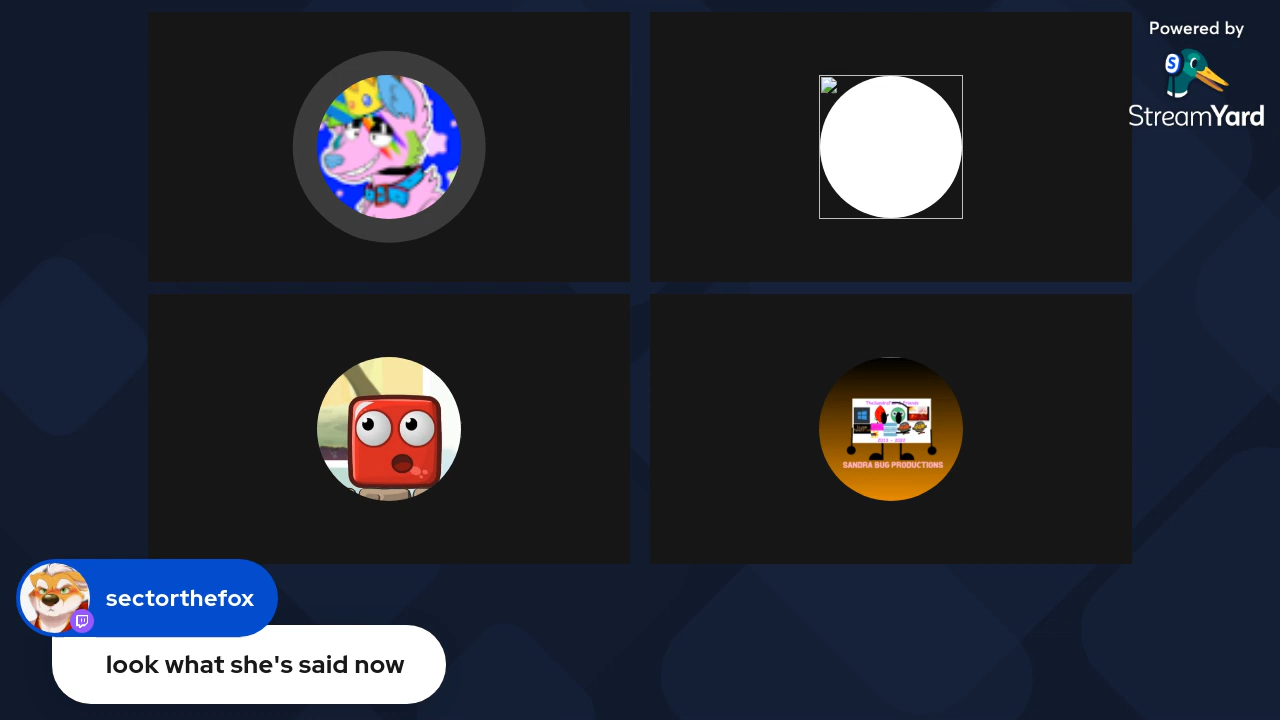 Powered by
StreamYard
SANDRA BUG PRODUCTIONS
sectorthefox
look what she's said now